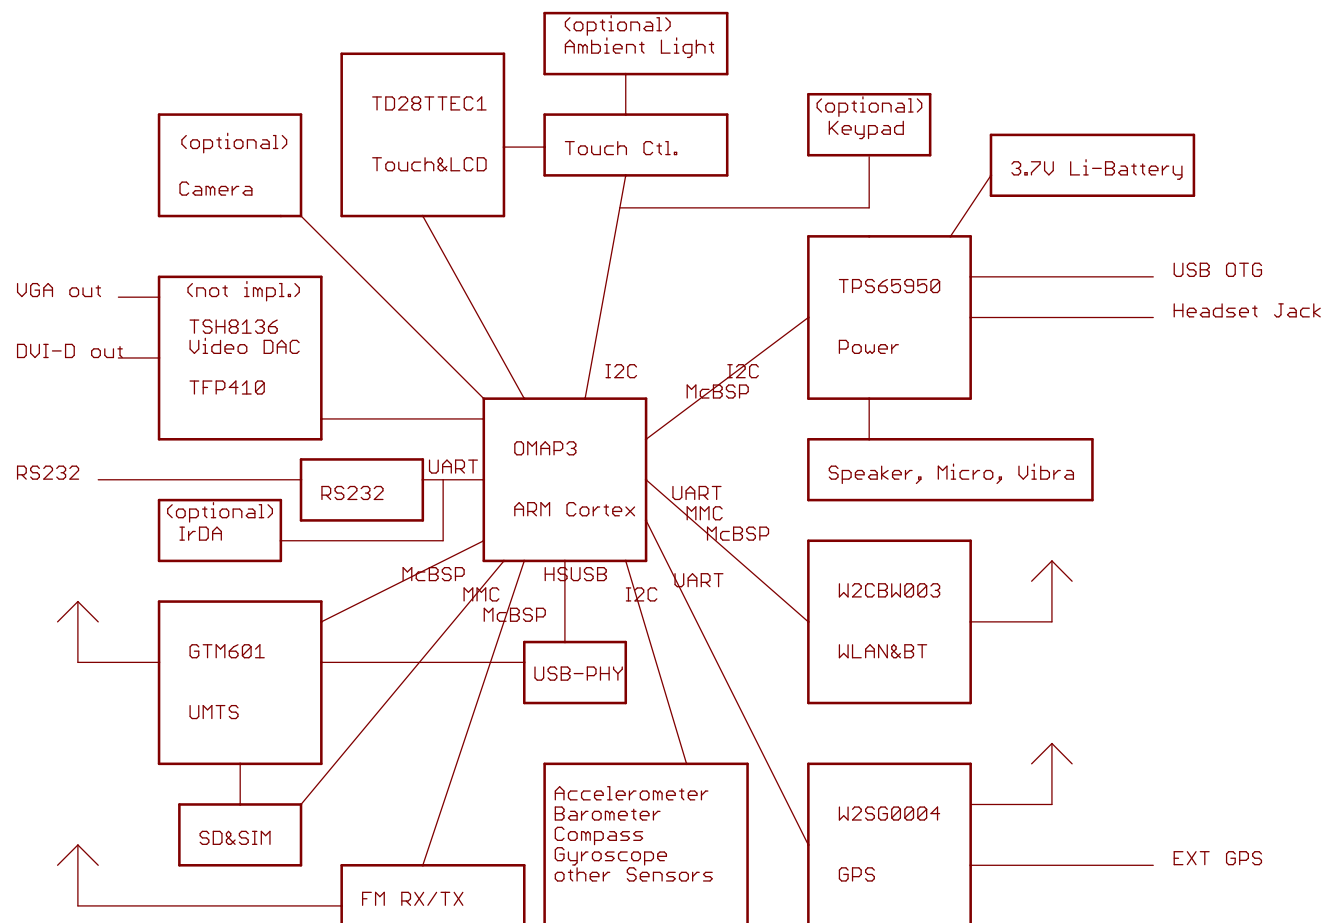 (optional)
Ambient Light
TD28TTEC1
Touch&LCD
Touch Ctl.
(optional)
Keypad
3.7V Li-Battery
(optional)
Camera
VGA out
DVI-D out
(not impl.)
TSH8136
Video DAC
TFP410
TPS65950
Power
USB OTG
Headset Jack
I2C
I2C
McBSP
OMAP3
ARM Cortex
RS232
RS232
UART
(optional)
IrDA
Speaker, Micro, Vibra
UART
MMC
McBSP
McBSP
MMC
McBSP
HSUSB
I2C
UART
W2CBW003
WLAN&BT
GTM601
UMTS
USB-PHY
SD&SIM
FM RX/TX
Accelerometer
Barometer
Compass
Gyroscope
other Sensors
W2SG0004
GPS
EXT GPS